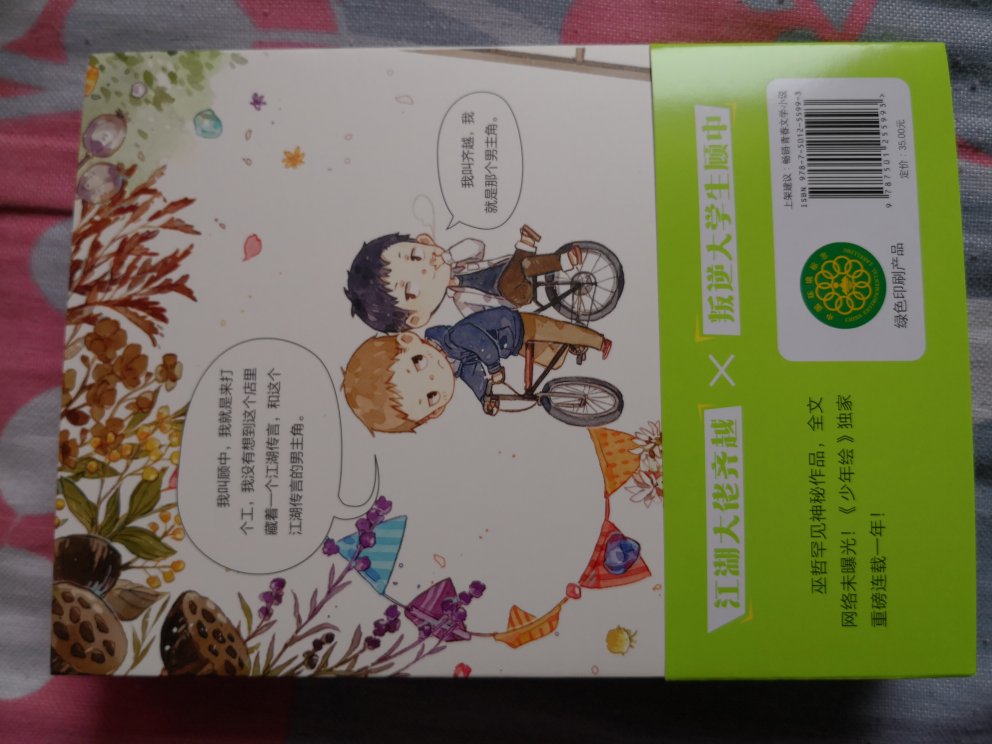 我叫顾中，我就是来打
个工，我没有想到这个店里
藏着一个江湖传言，和这个
江湖传言的男主角。
我叫齐越，我
就是那个男主角。
江湖大佬齐越 × 叛逆大学生顾中
巫哲罕见神秘作品，全文
网络未曝光！《少年绘》独家
重磅连载一年！
绿色印刷产品
上架建议：畅销·青春文学·小说
ISBN 978-7-5012-5599-3
9 787501 255993 >
定价：35.00元